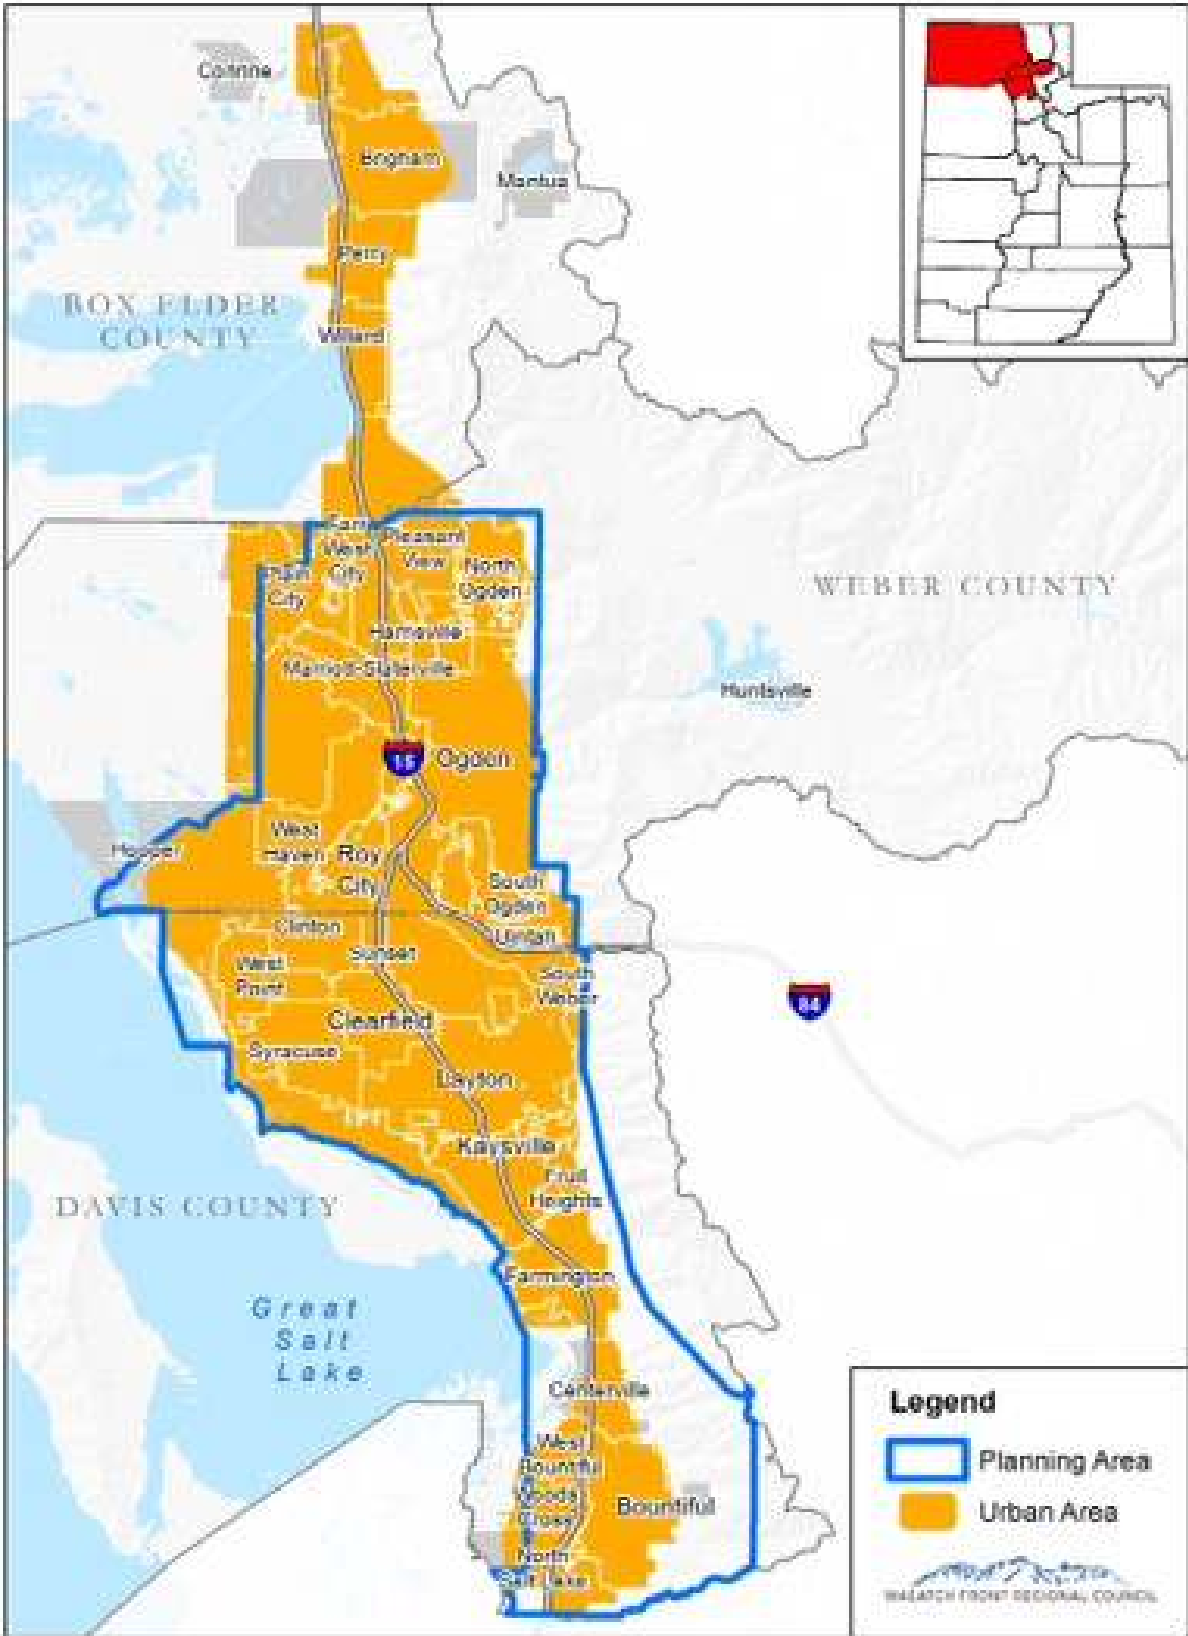 Corinne
Brigham
Mantua
Perry
BOX ELDER
COUNTY
Willard
Farr
West
City
Pleasant
View
Plain
City
North
Ogden
WEBER COUNTY
Harrisville
Marriott-Slaterville
Huntsville
15
Ogden
West
Haven
Roy
City
Hooper
South
Ogden
Clinton
Uintah
Sunset
West
Point
South
Weber
84
Clearfield
Syracuse
Layton
Kaysville
Fruit
Heights
DAVIS COUNTY
Farmington
Great
Salt
Lake
Centerville
West
Bountiful
Woods
Cross
Bountiful
North
Salt Lake
Legend
Planning Area
Urban Area
WASATCH FRONT REGIONAL COUNCIL